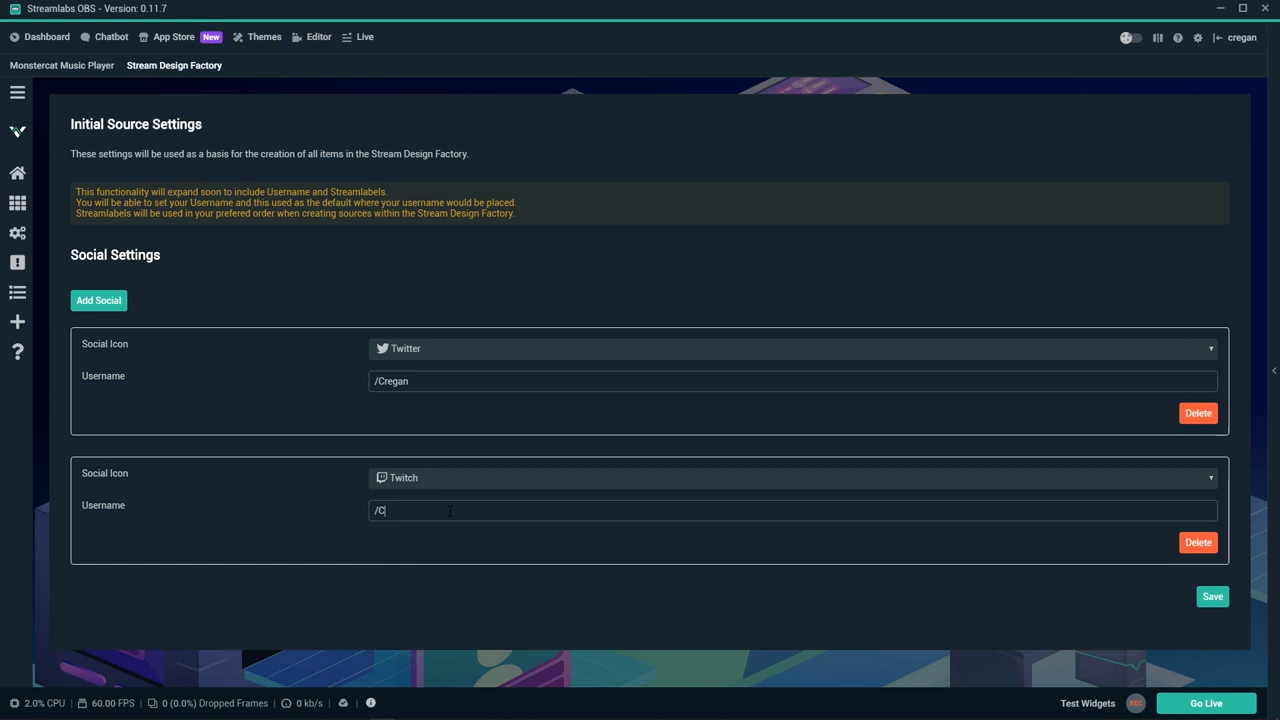 Streamlabs OBS - Version: 0.11.7
Dashboard Chatbot App Store New Themes Editor Live cregan
Monstercat Music Player Stream Design Factory
Initial Source Settings
These settings will be used as a basis for the creation of all items in the Stream Design Factory.
This functionality will expand soon to include Username and Streamlabels.
You will be able to set your Username and this used as the default where your username would be placed.
Streamlabels will be used in your prefered order when creating sources within the Stream Design Factory.
Social Settings
Add Social
Social Icon Twitter
Username /Cregan
Delete
Social Icon Twitch
Username /C
Delete
Save
2.0% CPU 60.00 FPS 0 (0.0%) Dropped Frames 0 kb/s Test Widgets REC Go Live